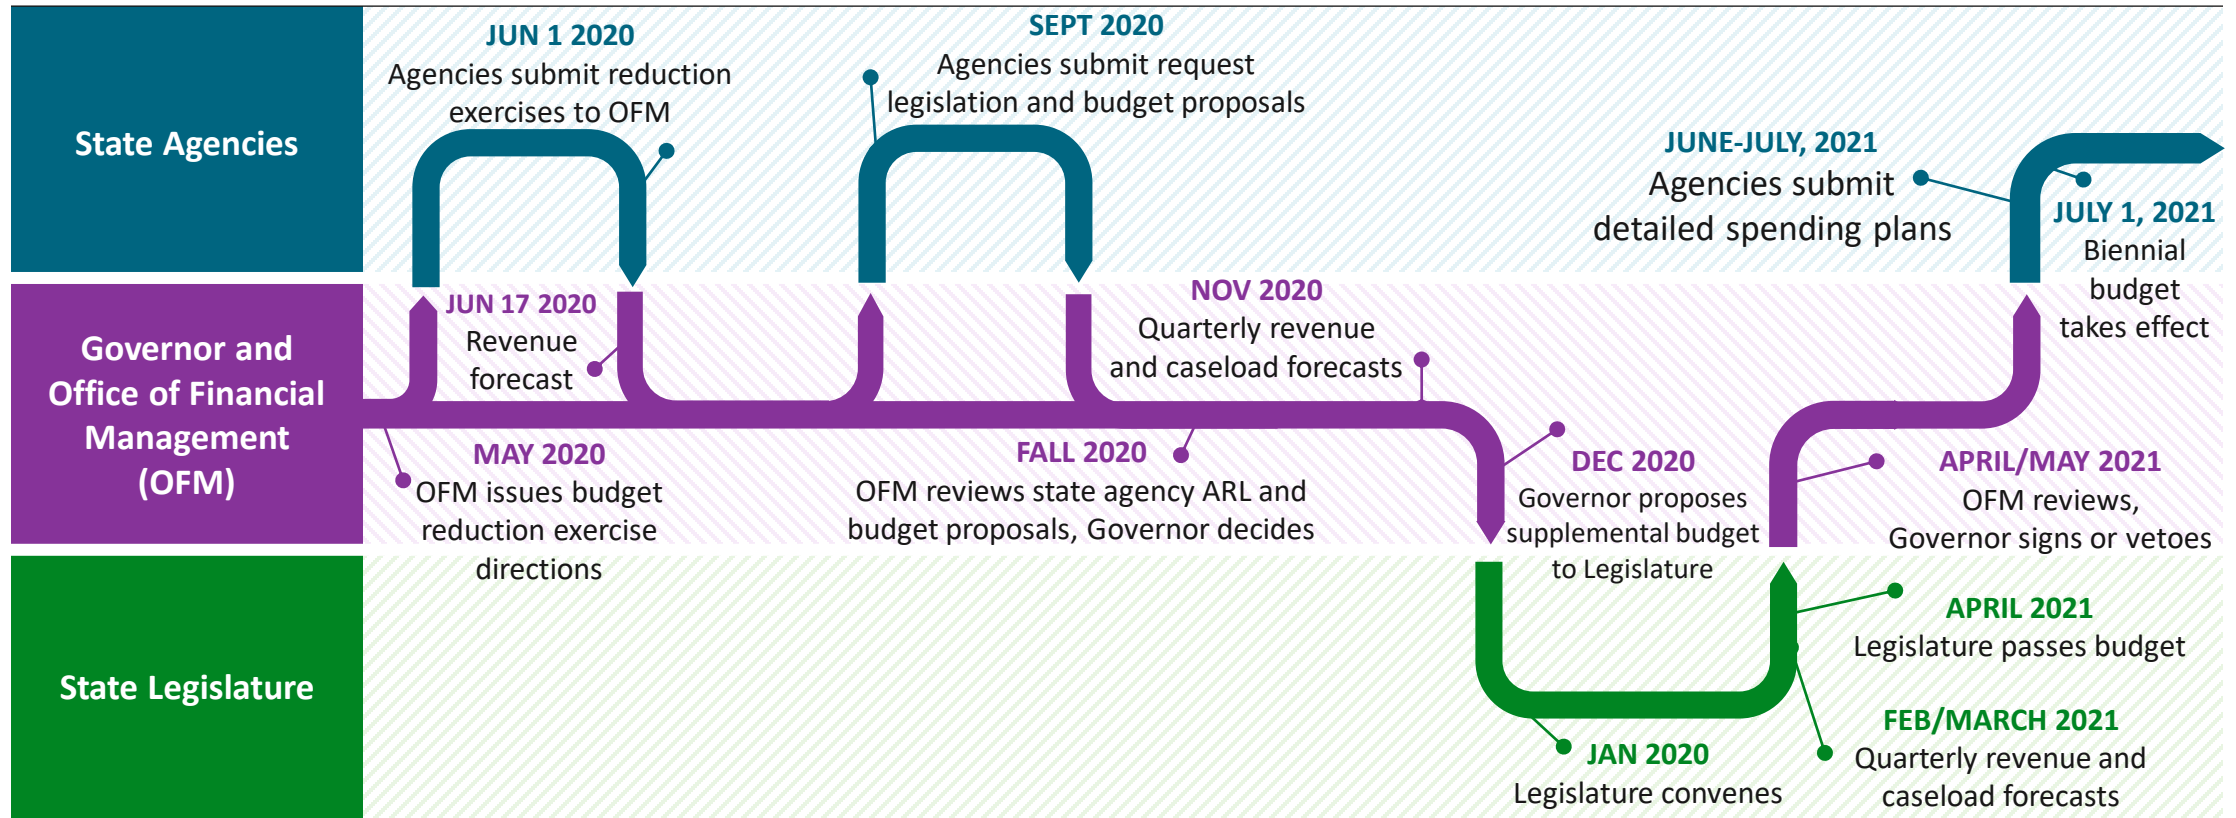 State Agencies
JUN 1 2020
Agencies submit reduction
exercises to OFM
SEPT 2020
Agencies submit request
legislation and budget proposals
JUNE-JULY, 2021
Agencies submit
detailed spending plans
JULY 1, 2021
Biennial
budget
takes effect
Governor and
Office of Financial
Management
(OFM)
JUN 17 2020
Revenue
forecast
MAY 2020
OFM issues budget
reduction exercise
directions
NOV 2020
Quarterly revenue
and caseload forecasts
FALL 2020
OFM reviews state agency ARL and
budget proposals, Governor decides
DEC 2020
Governor proposes
supplemental budget
to Legislature
APRIL/MAY 2021
OFM reviews,
Governor signs or vetoes
State Legislature
JAN 2020
Legislature convenes
APRIL 2021
Legislature passes budget
FEB/MARCH 2021
Quarterly revenue and
caseload forecasts